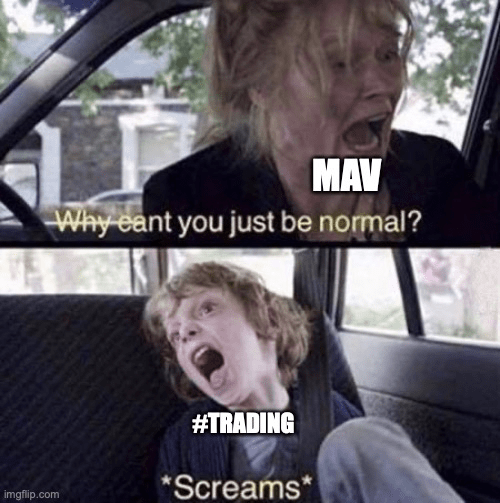 MAV
Why cant you just be normal?
#TRADING
*Screams*
imgflip.com